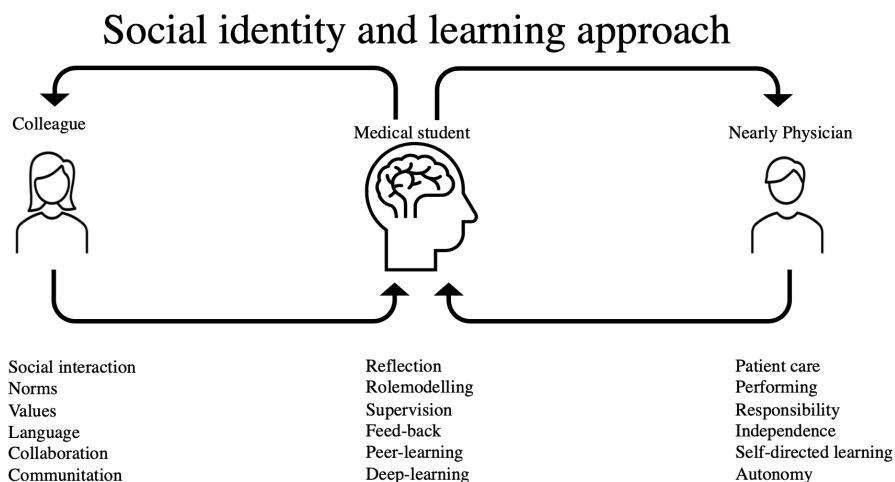 Social identity and learning approach
Colleague
Medical student
Nearly Physician
Social interaction
Norms
Values
Language
Collaboration
Communitation
Reflection
Rolemodelling
Supervision
Feed-back
Peer-learning
Deep-learning
Patient care
Performing
Responsibility
Independence
Self-directed learning
Autonomy